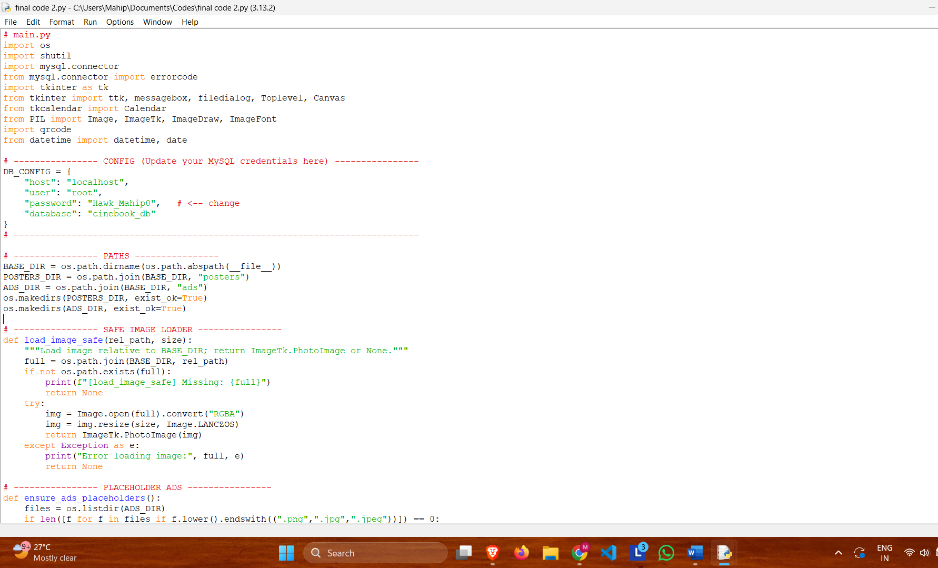 final code 2.py - C:\Users\Mahip\Documents\Codes\final code 2.py (3.13.2)
File Edit Format Run Options Window Help
# main.py
import os
import shutil
import mysql.connector
from mysql.connector import errorcode
import tkinter as tk
from tkinter import ttk, messagebox, filedialog, Toplevel, Canvas
from tkcalendar import Calendar
from PIL import Image, ImageTk, ImageDraw, ImageFont
import qrcode
from datetime import datetime, date
# ---------------- CONFIG (Update your MySQL credentials here) ----------------
DB_CONFIG = {
    "host": "localhost",
    "user": "root",
    "password": "Hawk_Mahip0",   # <-- change
    "database": "cinebook_db"
}
# -----------------------------------------------------------------------------
# ---------------- PATHS ----------------
BASE_DIR = os.path.dirname(os.path.abspath(__file__))
POSTERS_DIR = os.path.join(BASE_DIR, "posters")
ADS_DIR = os.path.join(BASE_DIR, "ads")
os.makedirs(POSTERS_DIR, exist_ok=True)
os.makedirs(ADS_DIR, exist_ok=True)
# ---------------- SAFE IMAGE LOADER ----------------
def load_image_safe(rel_path, size):
    """Load image relative to BASE_DIR; return ImageTk.PhotoImage or None."""
    full = os.path.join(BASE_DIR, rel_path)
    if not os.path.exists(full):
        print(f"[load_image_safe] Missing: {full}")
        return None
    try:
        img = Image.open(full).convert("RGBA")
        img = img.resize(size, Image.LANCZOS)
        return ImageTk.PhotoImage(img)
    except Exception as e:
        print("Error loading image:", full, e)
        return None
# ---------------- PLACEHOLDER ADS ----------------
def ensure_ads_placeholders():
    files = os.listdir(ADS_DIR)
    if len([f for f in files if f.lower().endswith((".png",".jpg",".jpeg"))]) == 0:
27°C
Mostly clear
Search
M
3
L
W
ENG
IN